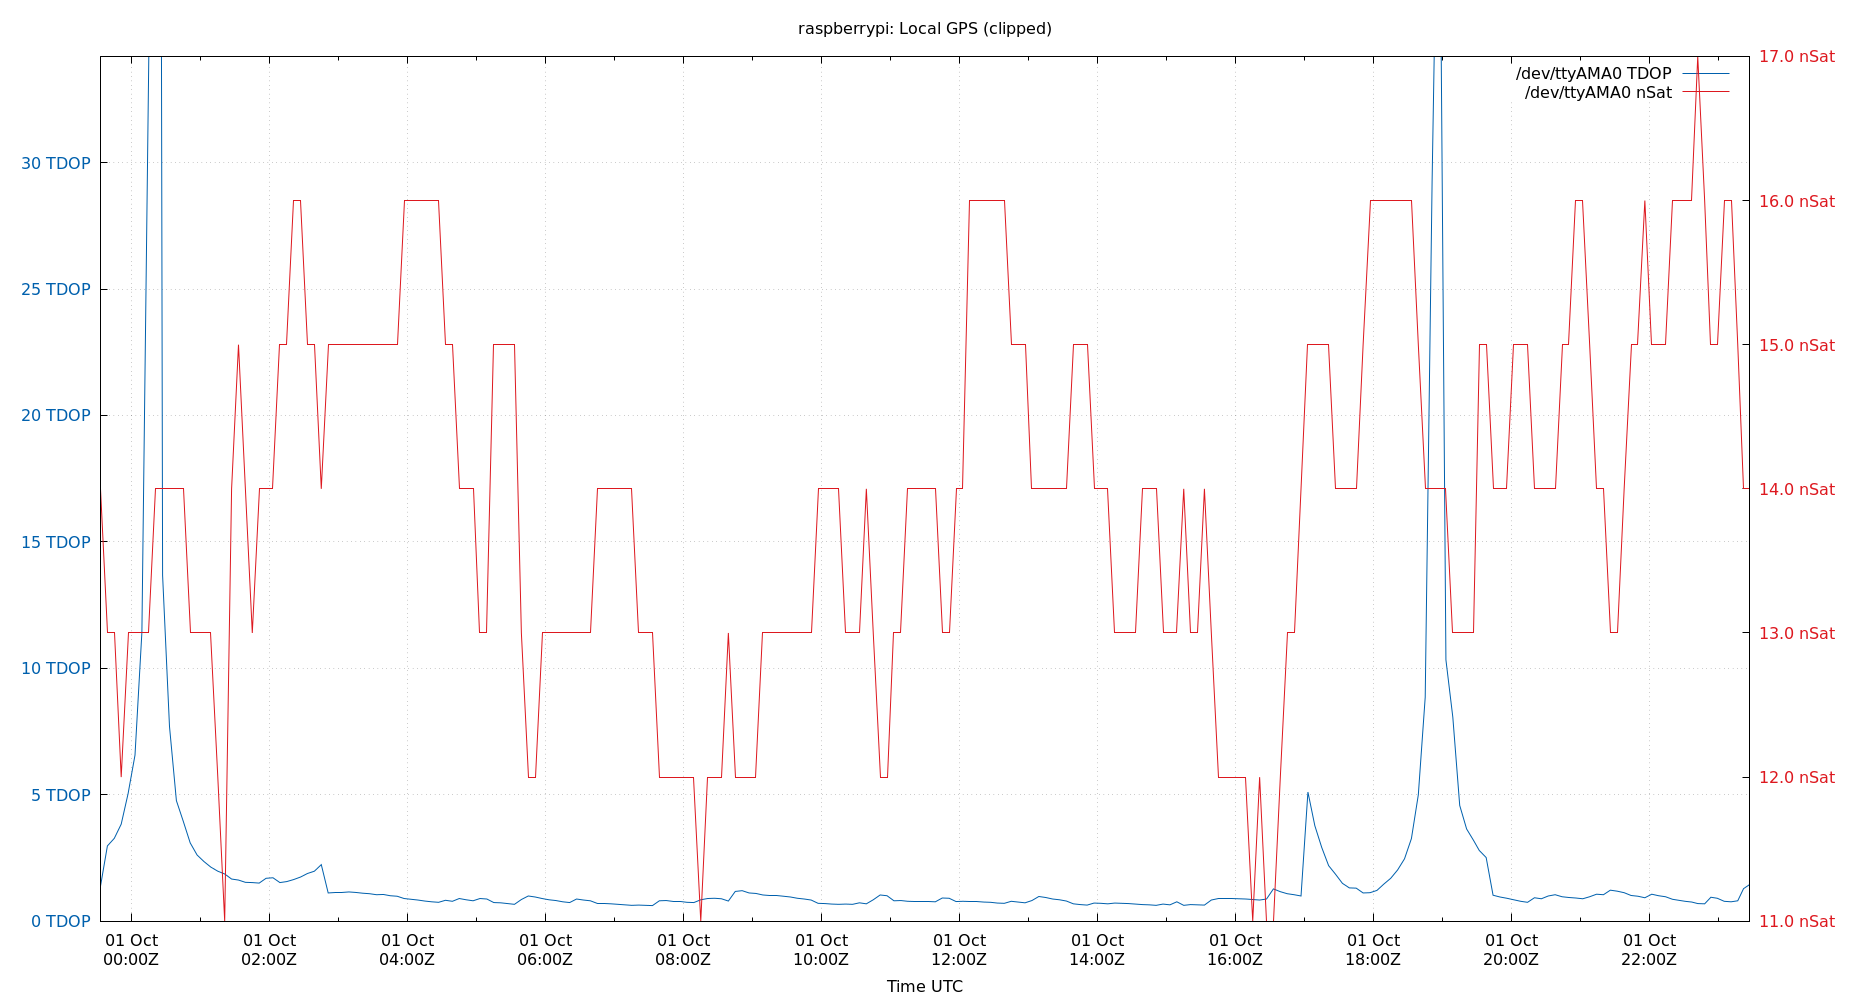 raspberrypi: Local GPS (clipped)
/dev/ttyAMA0 TDOP
/dev/ttyAMA0 nSat
30 TDOP
25 TDOP
20 TDOP
15 TDOP
10 TDOP
5 TDOP
0 TDOP
17.0 nSat
16.0 nSat
15.0 nSat
14.0 nSat
13.0 nSat
12.0 nSat
11.0 nSat
01 Oct 01 Oct 01 Oct 01 Oct 01 Oct 01 Oct 01 Oct 01 Oct 01 Oct 01 Oct 01 Oct 01 Oct
00:00Z 02:00Z 04:00Z 06:00Z 08:00Z 10:00Z 12:00Z 14:00Z 16:00Z 18:00Z 20:00Z 22:00Z
Time UTC